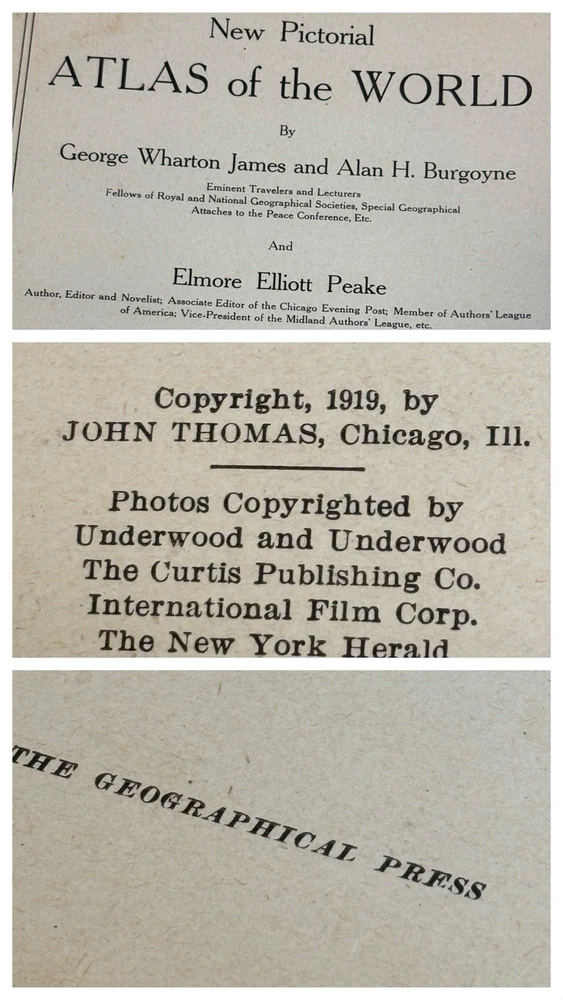 New Pictorial
ATLAS of the WORLD
By
George Wharton James and Alan H. Burgoyne
Eminent Travelers and Lecturers
Fellows of Royal and National Geographical Societies, Special Geographical
Attaches to the Peace Conference, Etc.
And
Elmore Elliott Peake
Author, Editor and Novelist; Associate Editor of the Chicago Evening Post; Member of Authors' League
of America; Vice-President of the Midland Authors' League, etc.
Copyright, 1919, by
JOHN THOMAS, Chicago, Ill.
Photos Copyrighted by
Underwood and Underwood
The Curtis Publishing Co.
International Film Corp.
The New York Herald
THE GEOGRAPHICAL PRESS